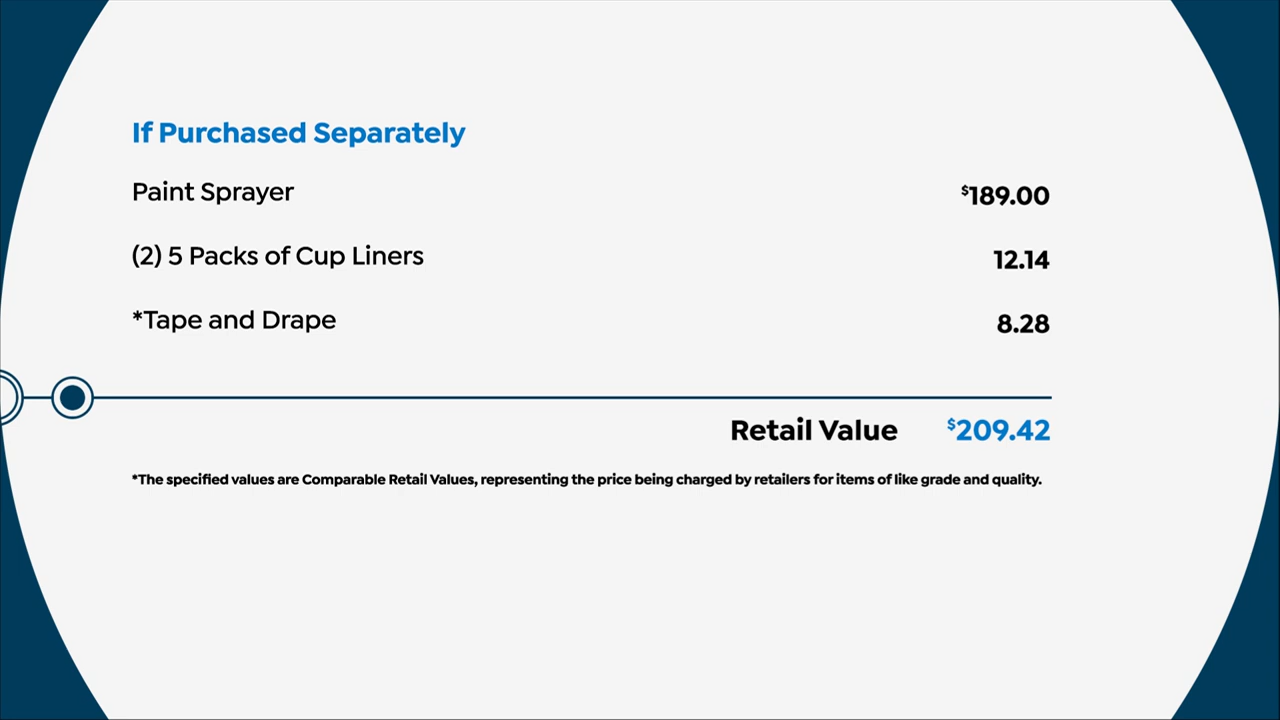 If Purchased Separately
Paint Sprayer $189.00
(2) 5 Packs of Cup Liners 12.14
*Tape and Drape 8.28
Retail Value $209.42
*The specified values are Comparable Retail Values, representing the price being charged by retailers for items of like grade and quality.